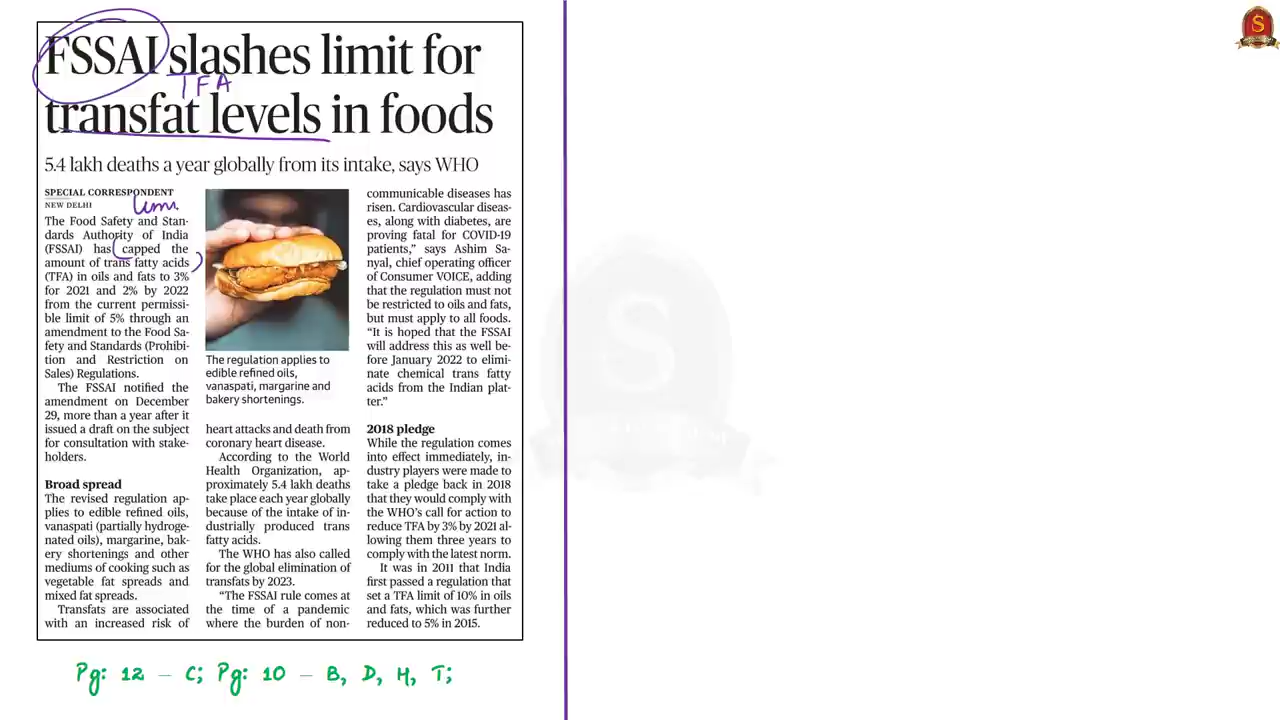 FSSAI slashes limit for
TFA
transfat levels in foods
5.4 lakh deaths a year globally from its intake, says WHO
SPECIAL CORRESPONDENT
NEW DELHI
The Food Safety and Stan-
dards Authority of India
(FSSAI) has capped the
amount of trans fatty acids
(TFA) in oils and fats to 3%
for 2021 and 2% by 2022
from the current permissi-
ble limit of 5% through an
amendment to the Food Sa-
fety and Standards (Prohibi-
tion and Restriction on
Sales) Regulations.
The FSSAI notified the
amendment on December
29, more than a year after it
issued a draft on the subject
for consultation with stake-
holders.
Broad spread
The revised regulation ap-
plies to edible refined oils,
vanaspati (partially hydroge-
nated oils), margarine, bak-
ery shortenings and other
mediums of cooking such as
vegetable fat spreads and
mixed fat spreads.
Transfats are associated
with an increased risk of
The regulation applies to
edible refined oils,
vanaspati, margarine and
bakery shortenings.
heart attacks and death from
coronary heart disease.
According to the World
Health Organization, ap-
proximately 5.4 lakh deaths
take place each year globally
because of the intake of in-
dustrially produced trans
fatty acids.
The WHO has also called
for the global elimination of
transfats by 2023.
“The FSSAI rule comes at
the time of a pandemic
where the burden of non-
communicable diseases has
risen. Cardiovascular diseas-
es, along with diabetes, are
proving fatal for COVID-19
patients,” says Ashim Sa-
nyal, chief operating officer
of Consumer VOICE, adding
that the regulation must not
be restricted to oils and fats,
but must apply to all foods.
“It is hoped that the FSSAI
will address this as well be-
fore January 2022 to elimi-
nate chemical trans fatty
acids from the Indian plat-
ter.”
2018 pledge
While the regulation comes
into effect immediately, in-
dustry players were made to
take a pledge back in 2018
that they would comply with
the WHO’s call for action to
reduce TFA by 3% by 2021 al-
lowing them three years to
comply with the latest norm.
It was in 2011 that India
first passed a regulation that
set a TFA limit of 10% in oils
and fats, which was further
reduced to 5% in 2015.
Pg: 12 – C; Pg: 10 – B, D, H, T;
S
S